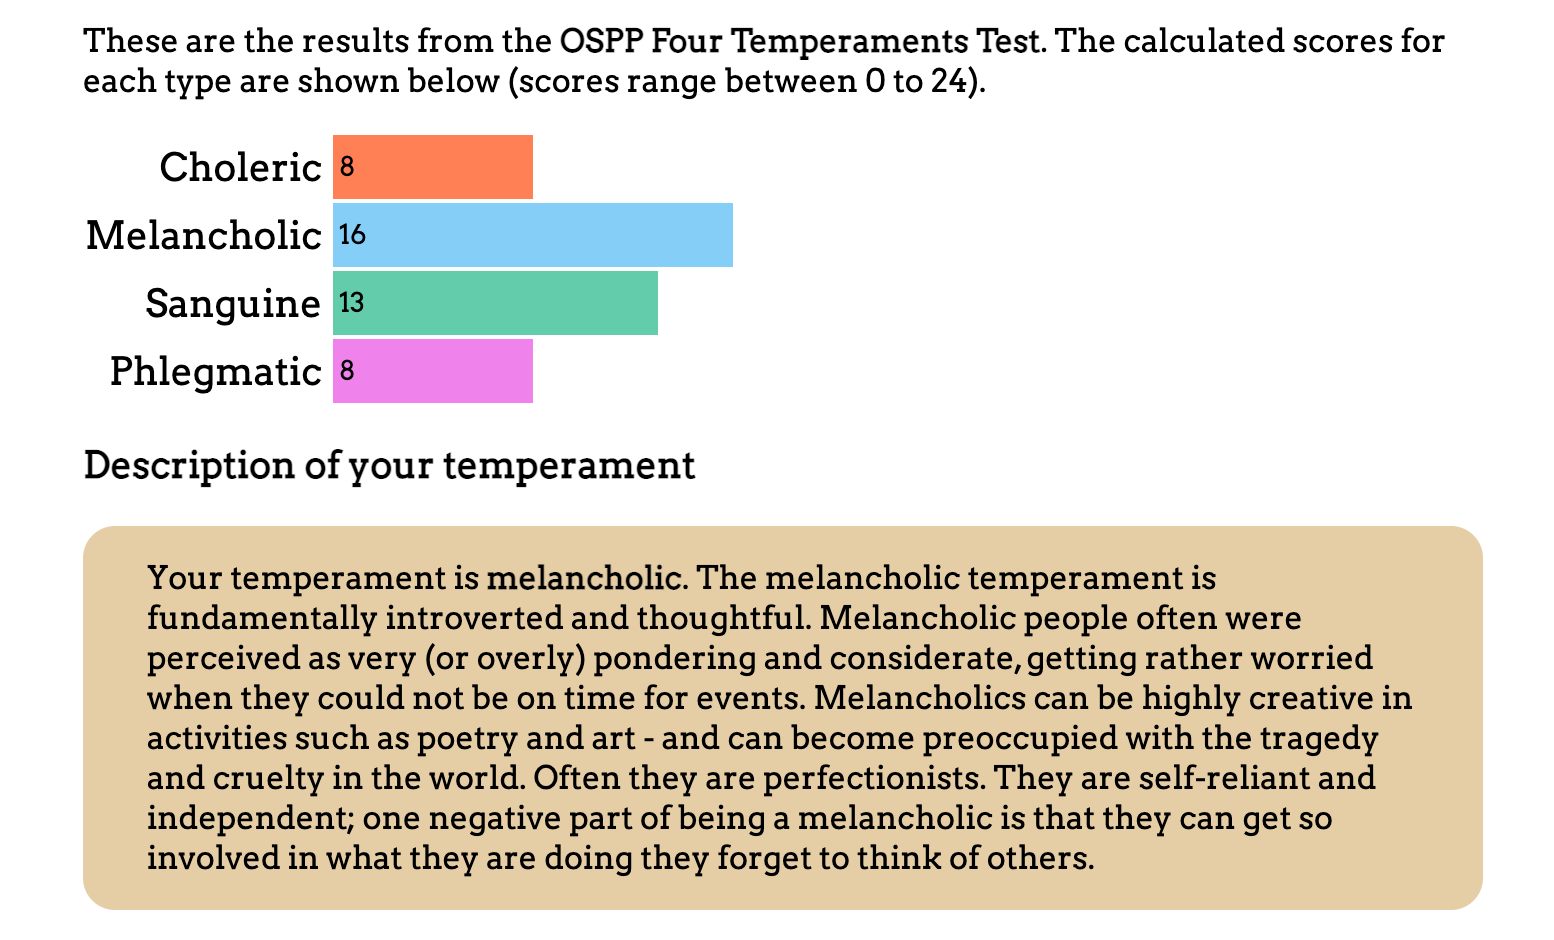 These are the results from the OSPP Four Temperaments Test. The calculated scores for
each type are shown below (scores range between 0 to 24).
Choleric 8
Melancholic 16
Sanguine 13
Phlegmatic 8
Description of your temperament
Your temperament is melancholic. The melancholic temperament is
fundamentally introverted and thoughtful. Melancholic people often were
perceived as very (or overly) pondering and considerate, getting rather worried
when they could not be on time for events. Melancholics can be highly creative in
activities such as poetry and art - and can become preoccupied with the tragedy
and cruelty in the world. Often they are perfectionists. They are self-reliant and
independent; one negative part of being a melancholic is that they can get so
involved in what they are doing they forget to think of others.